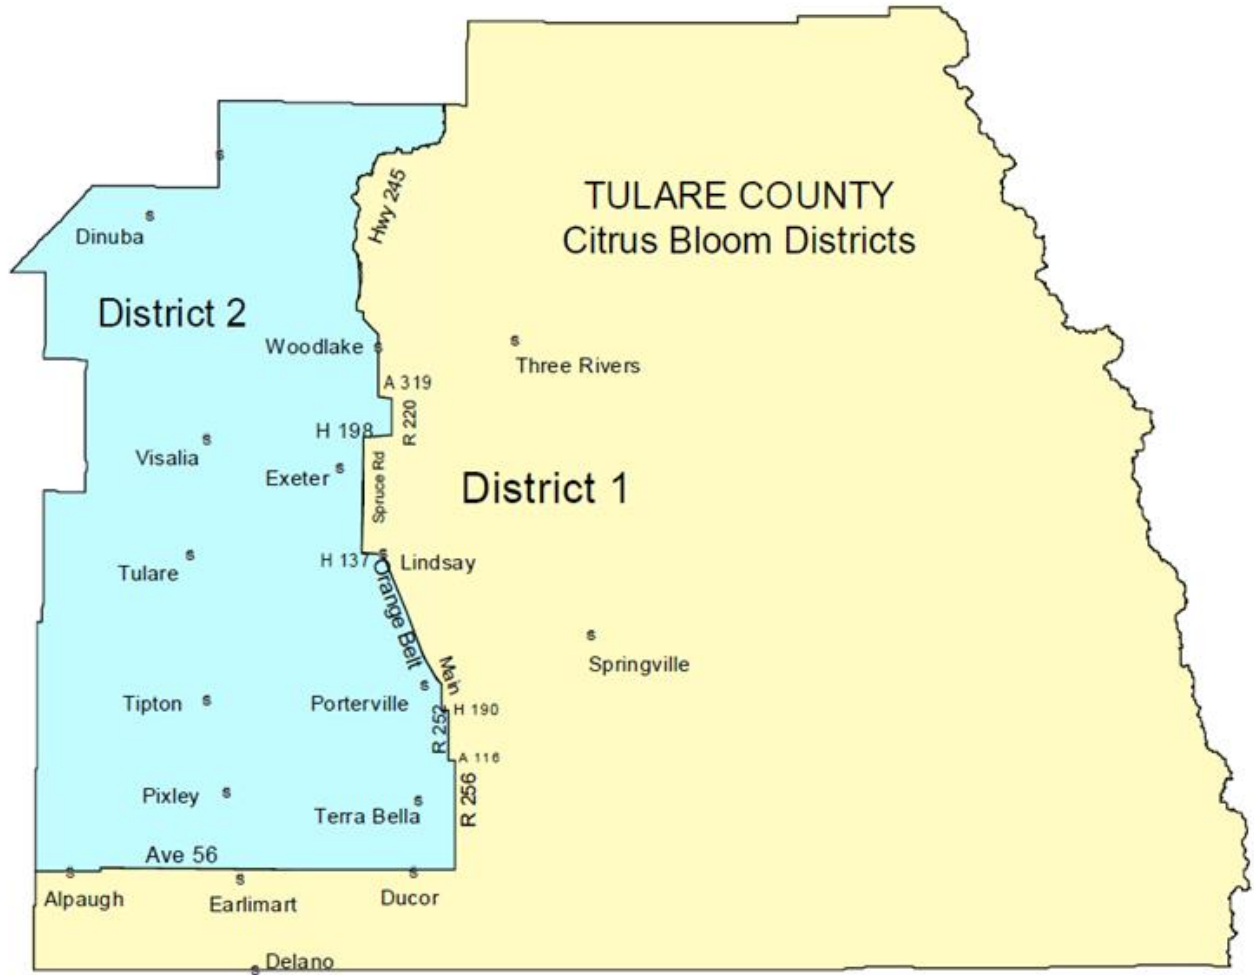 TULARE COUNTY
Citrus Bloom Districts
Hwy 245
Dinuba
District 2
Woodlake
Three Rivers
A 319
R 220
H 198
Visalia
Exeter
Spruce Rd
District 1
H 137
Lindsay
Tulare
Orange Belt
Main
Springville
Tipton
Porterville
H 190
R 252
A 116
Pixley
Terra Bella
R 256
Ave 56
Alpaugh
Earlimart
Ducor
Delano